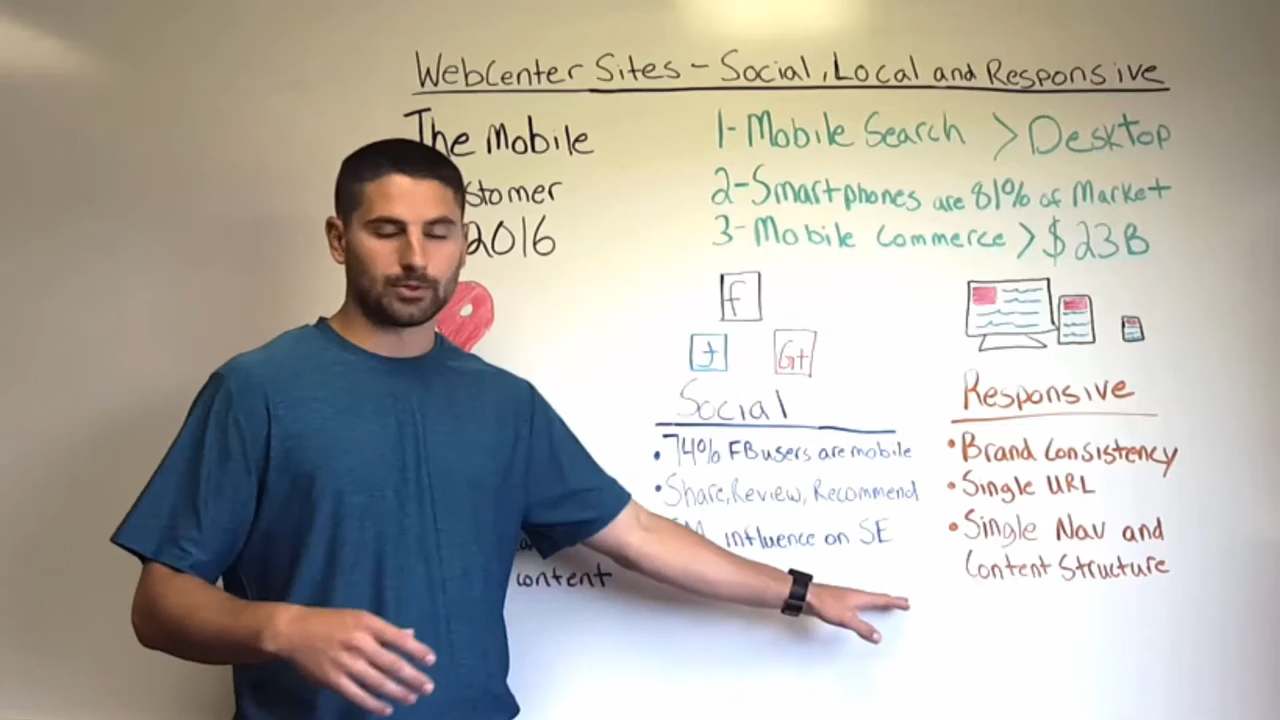 WebCenter Sites - Social, Local and Responsive
The Mobile
stomer
2016
1- Mobile Search > Desktop
2- Smartphones are 81% of Market
3- Mobile Commerce > $23B
f
t
G+
Social
• 74% FB users are mobile
• Share, Review, Recommend
influence on SE
content
Responsive
• Brand Consistency
• Single URL
• Single Nav and
Content Structure